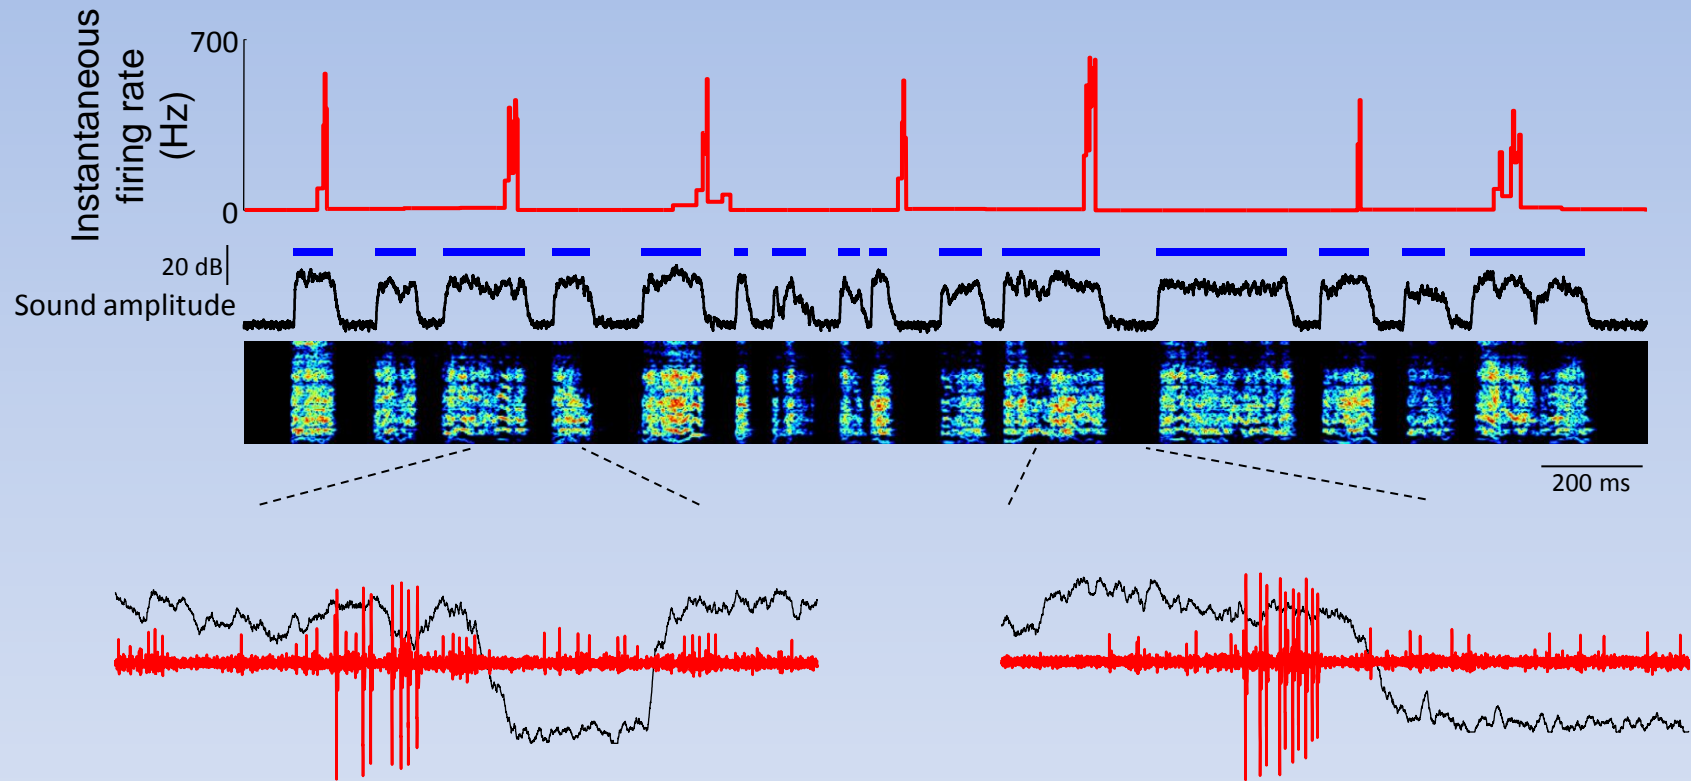 Instantaneous
firing rate
(Hz)
700
0
20 dB
Sound amplitude
200 ms